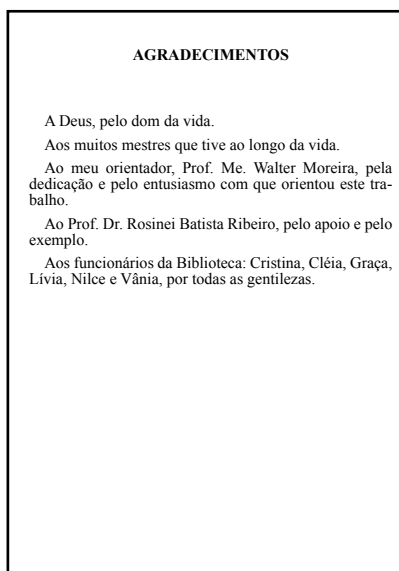 AGRADECIMENTOS
A Deus, pelo dom da vida.
Aos muitos mestres que tive ao longo da vida.
Ao meu orientador, Prof. Me. Walter Moreira, pela
dedicação e pelo entusiasmo com que orientou este tra-
balho.
Ao Prof. Dr. Rosinei Batista Ribeiro, pelo apoio e pelo
exemplo.
Aos funcionários da Biblioteca: Cristina, Cléia, Graça,
Lívia, Nilce e Vânia, por todas as gentilezas.